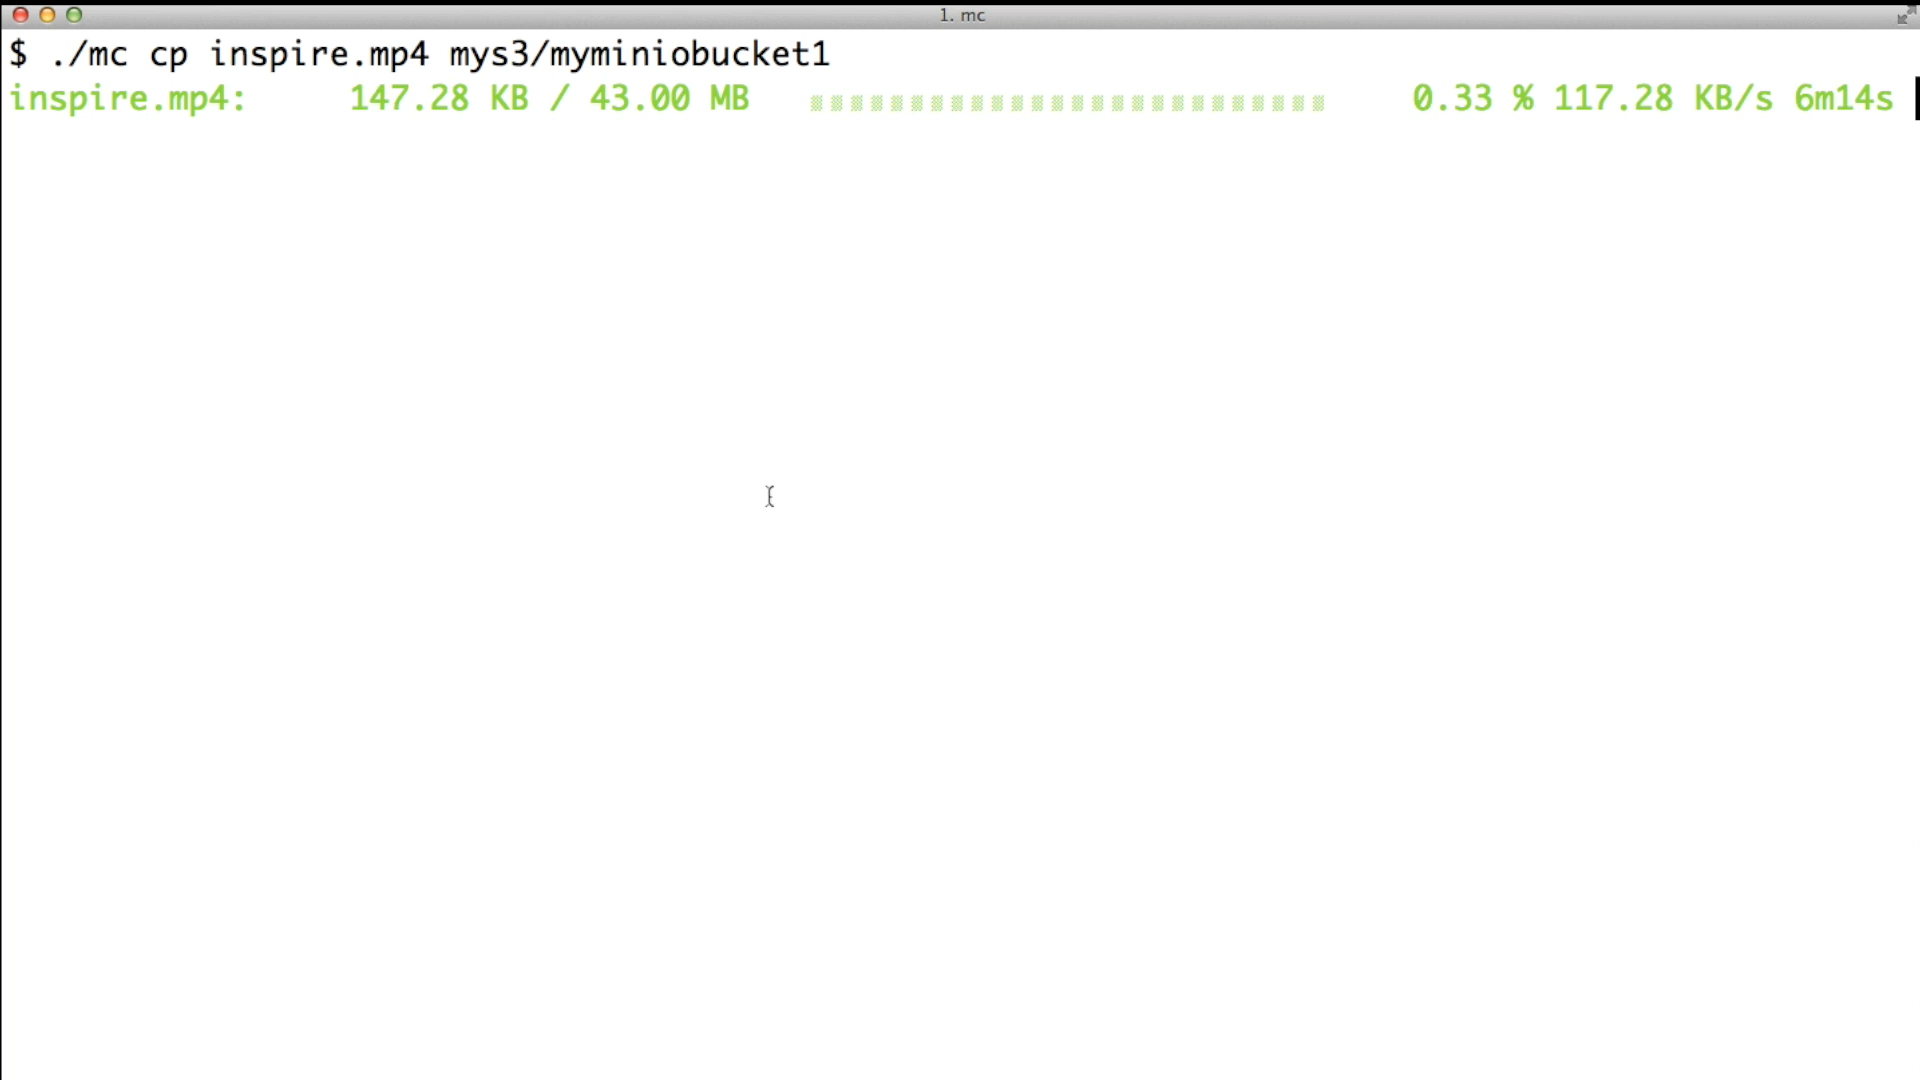 1. mc
$ ./mc cp inspire.mp4 mys3/myminiobucket1
inspire.mp4: 147.28 KB / 43.00 MB 0.33 % 117.28 KB/s 6m14s